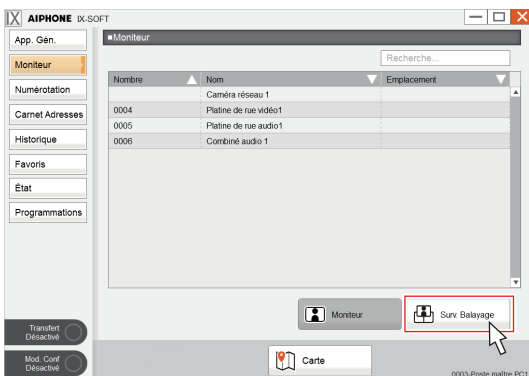 IX AIPHONE IX-SOFT
App. Gén.
Moniteur
Numérotation
Carnet Adresses
Historique
Favoris
État
Programmations
Transfert
Désactivé
Mod. Conf
Désactivé
■Moniteur
Recherche...
Nombre Nom Emplacement
Caméra réseau 1
0004 Platine de rue vidéo1
0005 Platine de rue audio1
0006 Combiné audio 1
Moniteur
Surv. Balayage
Carte
0003-Poste maître PC1